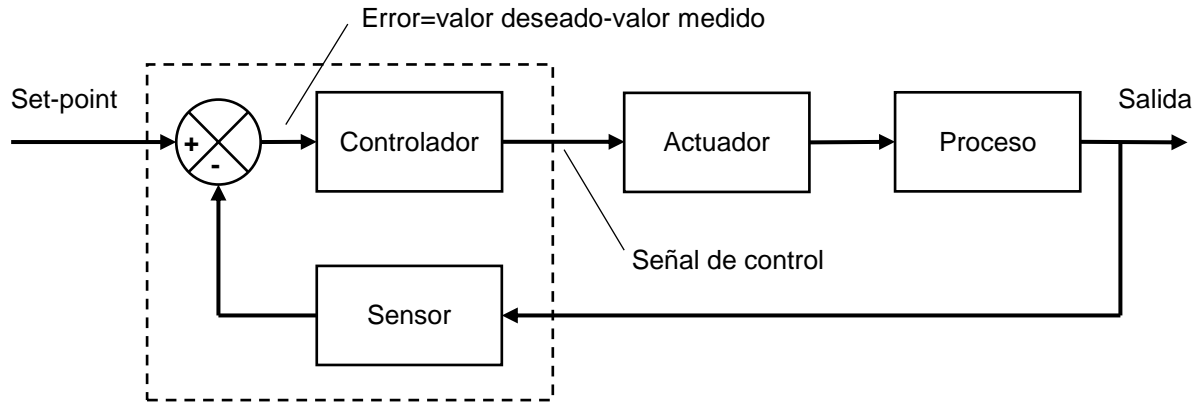 Error=valor deseado-valor medido
Set-point
Salida
+
-
Controlador
Actuador
Proceso
Señal de control
Sensor